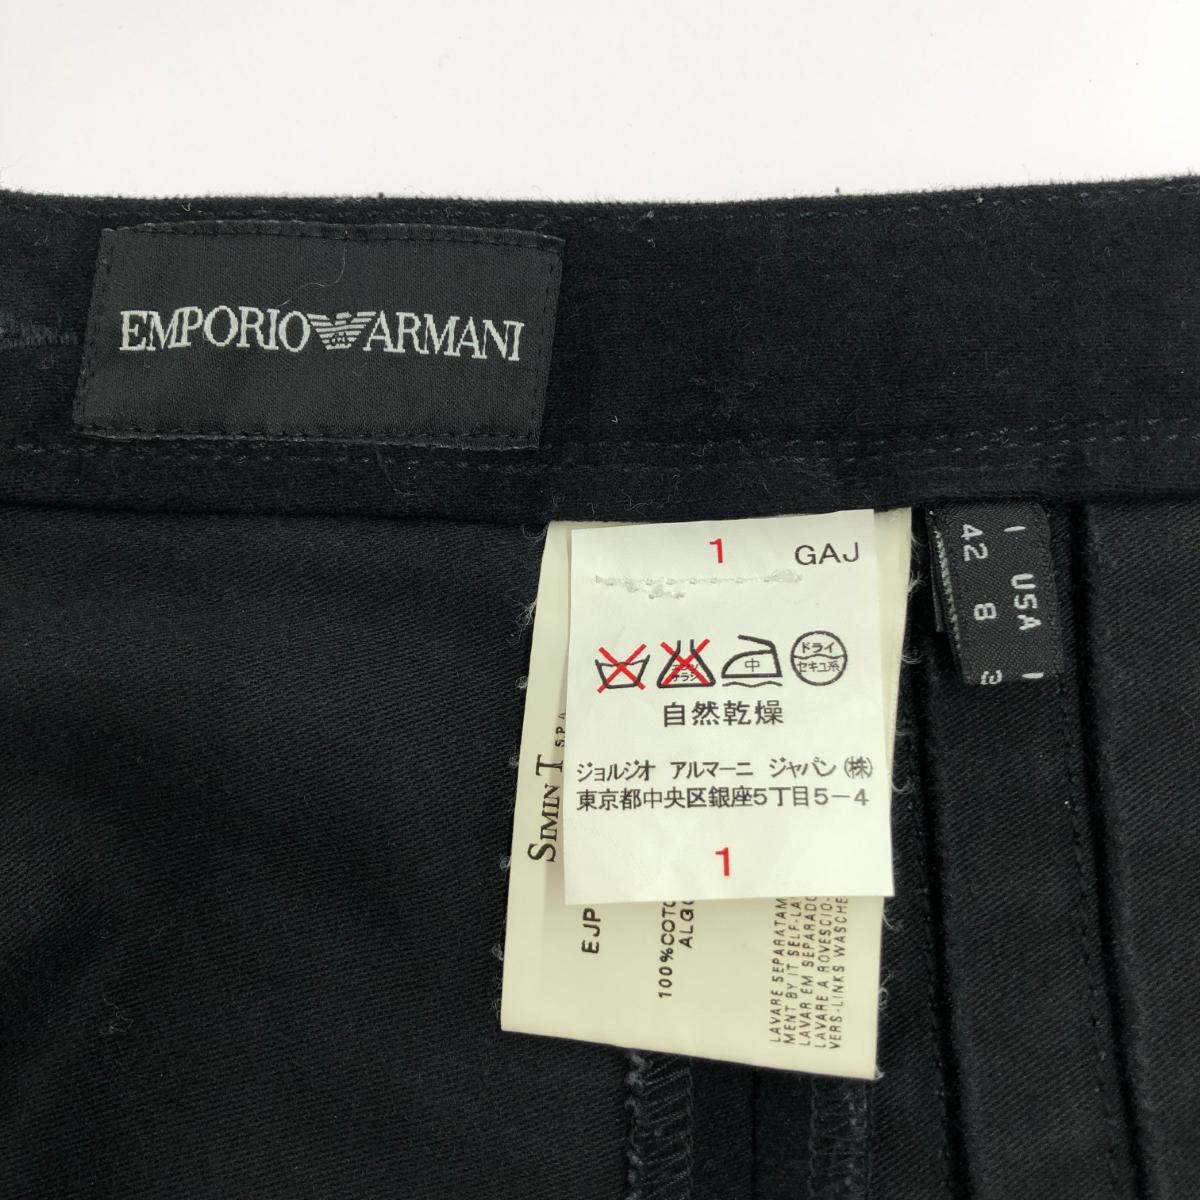 EMPORIO ARMANI
1 GAJ
中 ドライ
セキユ系
自然乾燥
ジョルジオ アルマーニ ジャパン(株)
東京都中央区銀座5丁目5-4
1
SIMINT S.P.A.
EJP
100%COTO
ALGO
LAVARE SEPARATAM
MENT BY IT SELF-LA
LAVAR EM SEPARADO
LAVARE A ROVESCIO-
VERS-LINKS WASCHE
I USA
42 8 3